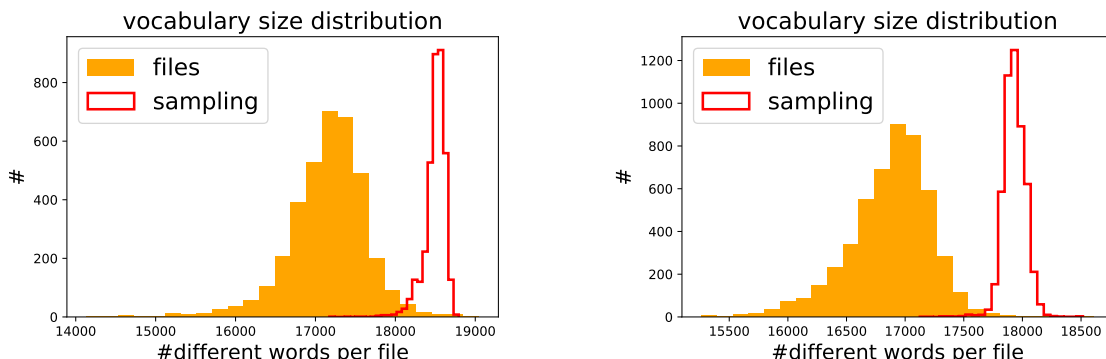 vocabulary size distribution
files
sampling
#
800
600
400
200
0
14000 15000 16000 17000 18000 19000
#different words per file
vocabulary size distribution
files
sampling
#
1200
1000
800
600
400
200
0
15500 16000 16500 17000 17500 18000 18500
#different words per file